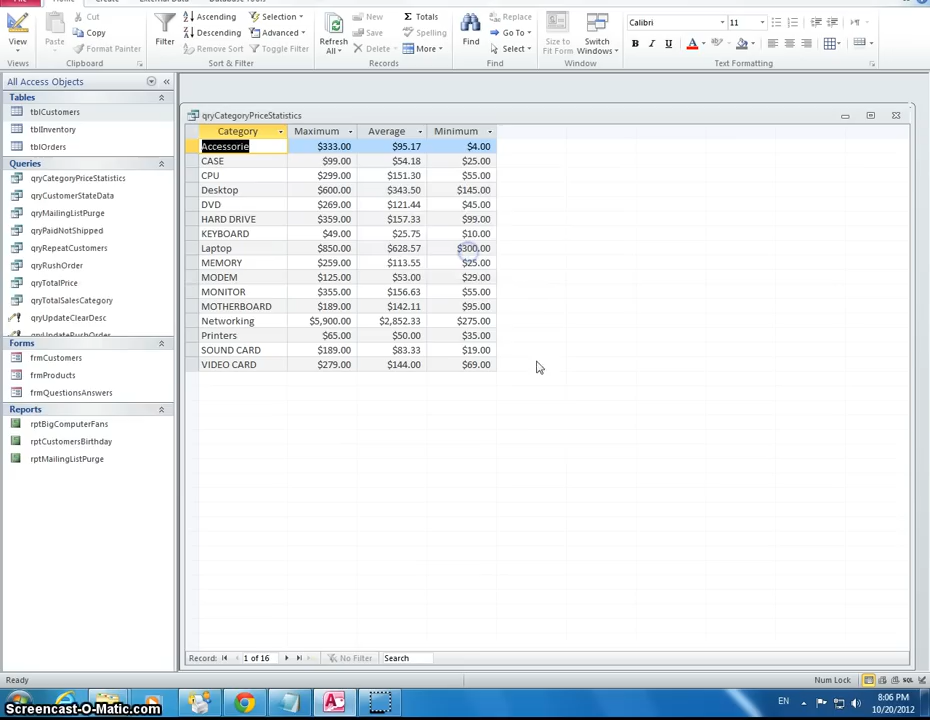 File Home Create External Data Database Tools
View
Views
Paste
Cut
Copy
Format Painter
Clipboard
Filter
Ascending
Descending
Remove Sort
Selection
Advanced
Toggle Filter
Sort & Filter
Refresh All
New
Save
Delete
Totals
Spelling
More
Records
Find
Replace
Go To
Select
Find
Size to Fit Form
Switch Windows
Window
Calibri 11
B I U A
Text Formatting
All Access Objects
Tables
tblCustomers
tblInventory
tblOrders
Queries
qryCategoryPriceStatistics
qryCustomerStateData
qryMailingListPurge
qryPaidNotShipped
qryRepeatCustomers
qryRushOrder
qryTotalPrice
qryTotalSalesCategory
qryUpdateClearDesc
qryUpdateRushOrder
Forms
frmCustomers
frmProducts
frmQuestionsAnswers
Reports
rptBigComputerFans
rptCustomersBirthday
rptMailingListPurge
qryCategoryPriceStatistics
Category Maximum Average Minimum
Accessorie $333.00 $95.17 $4.00
CASE $99.00 $54.18 $25.00
CPU $299.00 $151.30 $55.00
Desktop $600.00 $343.50 $145.00
DVD $269.00 $121.44 $45.00
HARD DRIVE $359.00 $157.33 $99.00
KEYBOARD $49.00 $25.75 $10.00
Laptop $850.00 $628.57 $300.00
MEMORY $259.00 $113.55 $25.00
MODEM $125.00 $53.00 $29.00
MONITOR $355.00 $156.63 $55.00
MOTHERBOARD $189.00 $142.11 $95.00
Networking $5,900.00 $2,852.33 $275.00
Printers $65.00 $50.00 $35.00
SOUND CARD $189.00 $83.33 $19.00
VIDEO CARD $279.00 $144.00 $69.00
Record: 1 of 16 No Filter Search
Ready Num Lock SQL
EN 8:06 PM
10/20/2012
Screencast-O-Matic.com